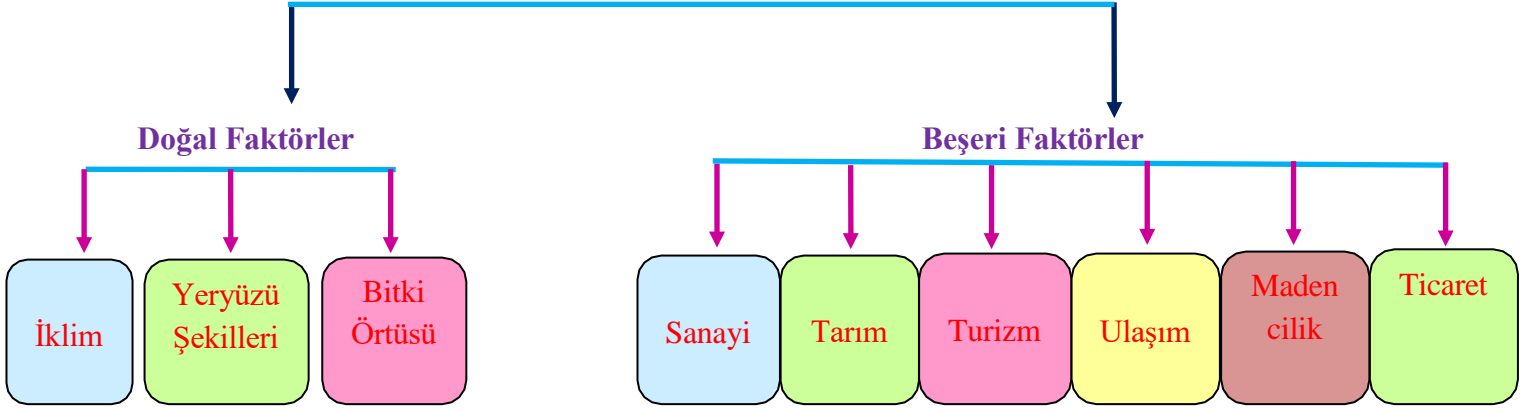 Doğal Faktörler
Beşeri Faktörler
İklim
Yeryüzü
Şekilleri
Bitki
Örtüsü
Sanayi
Tarım
Turizm
Ulaşım
Maden
cilik
Ticaret